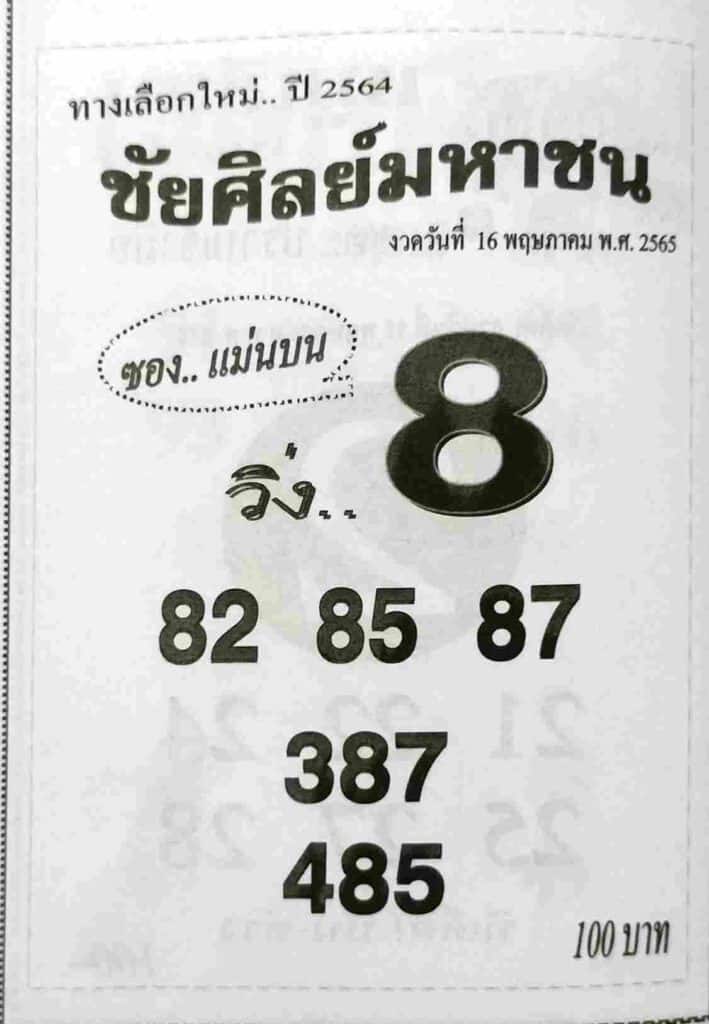 ทางเลือกใหม่.. ปี 2564
ชัยศิลย์มหาชน
งวดวันที่ 16 พฤษภาคม พ.ศ. 2565
ซอง.. แม่นบน
วิ่ง.. 8
82 85 87
387
485
100 บาท